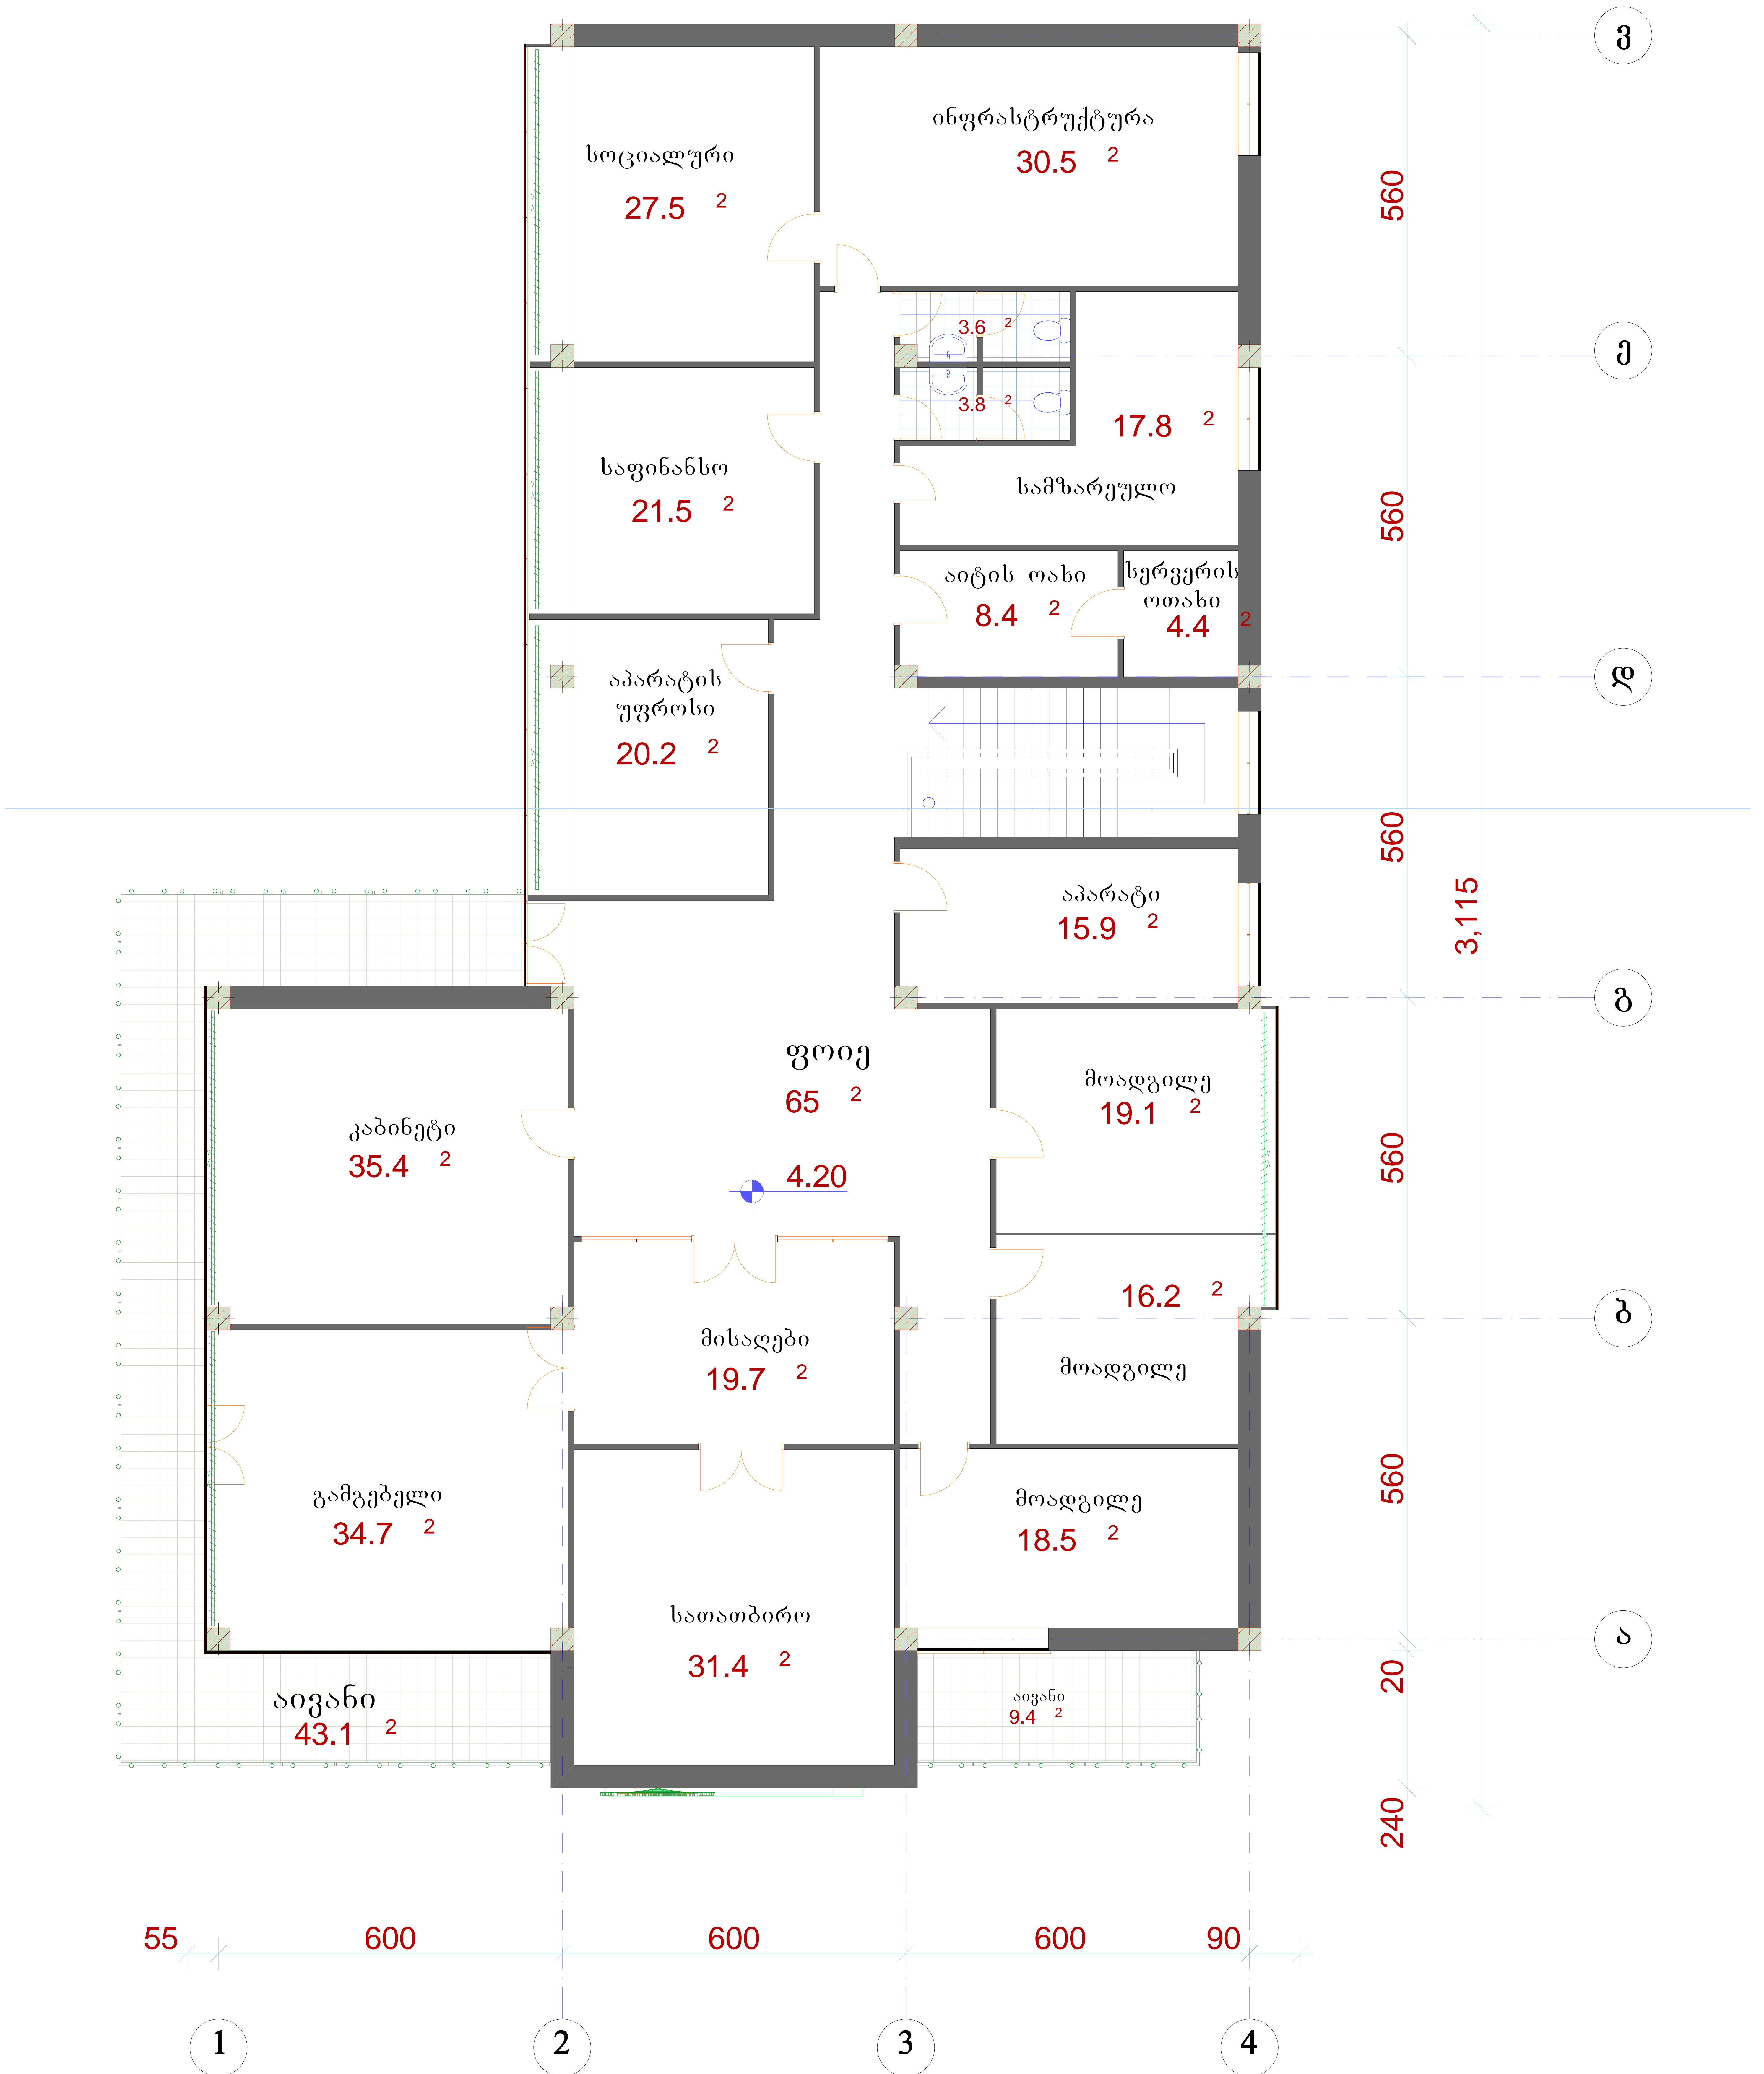 ვ
ინფრასტრუქტურა
30.5 2
სოციალური
27.5 2
560
3.6 2
ე
3.8 2
17.8 2
საფინანსო
21.5 2
სამზარეულო
560
აიტის ოახი
8.4 2
სერვერის
ოთახი
4.4 2
დ
აპარატის
უფროსი
20.2 2
560
აპარატი
15.9 2
3,115
გ
ფოიე
65 2
მოადგილე
19.1 2
კაბინეტი
35.4 2
4.20
560
16.2 2
ბ
მისაღები
19.7 2
მოადგილე
560
გამგებელი
34.7 2
მოადგილე
18.5 2
სათათბირო
31.4 2
ა
20
აივანი
43.1 2
აივანი
9.4 2
240
55 600 600 600 90
1 2 3 4